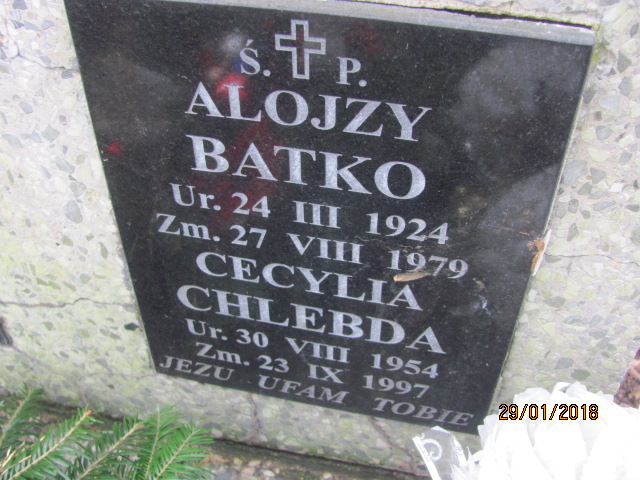 Ś. P.
ALOJZY
BATKO
Ur. 24 III 1924
Zm. 27 VIII 1979
CECYLIA
CHLEBDA
Ur. 30 VIII 1954
Zm. 23 IX 1997
JEZU UFAM TOBIE
29/01/2018